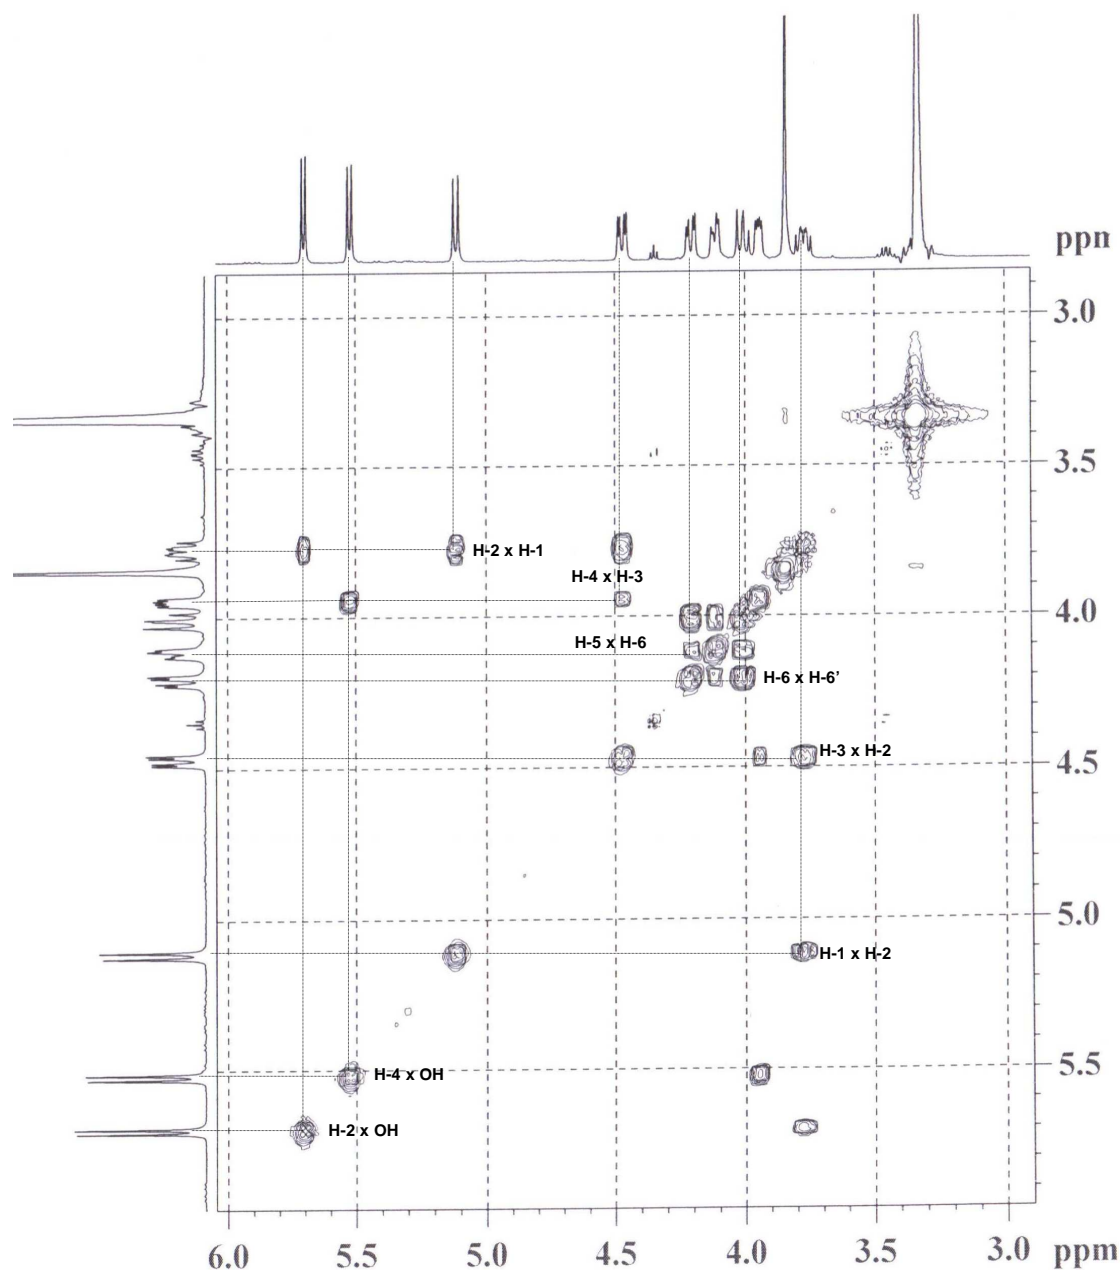 ppm
3.0
H-2 x H-1
3.5
H-4 x H-3
4.0
H-5 x H-6
H-6 x H-6'
H-3 x H-2
4.5
5.0
H-1 x H-2
5.5
H-4 x OH
H-2 x OH
6.0 5.5 5.0 4.5 4.0 3.5 3.0 ppm